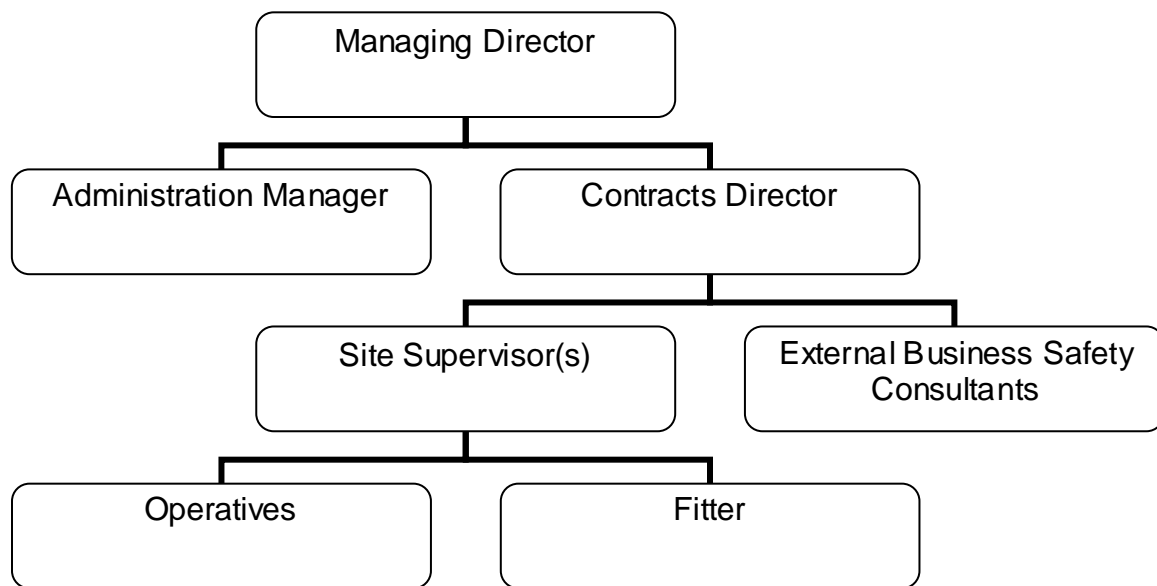 Managing Director
Administration Manager
Contracts Director
Site Supervisor(s)
External Business Safety
Consultants
Operatives
Fitter